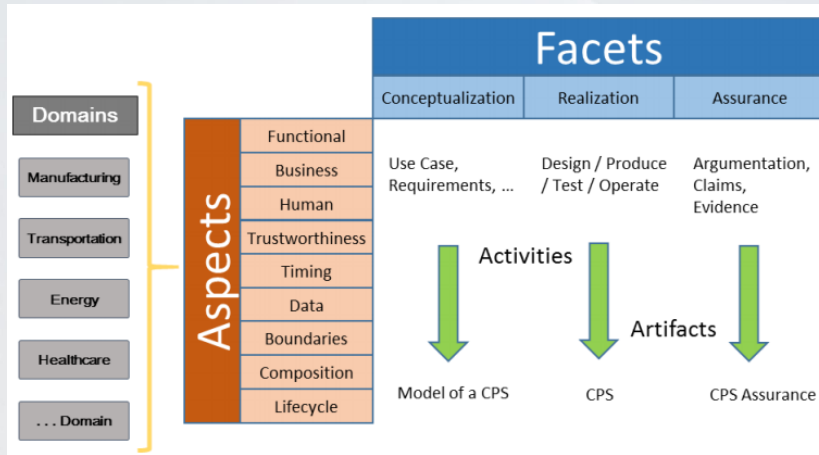 Facets
Conceptualization
Realization
Assurance
Domains
Manufacturing
Transportation
Energy
Healthcare
. . . Domain
Aspects
Functional
Business
Human
Trustworthiness
Timing
Data
Boundaries
Composition
Lifecycle
Use Case,
Requirements, ...
Design / Produce
/ Test / Operate
Argumentation,
Claims,
Evidence
Activities
Artifacts
Model of a CPS
CPS
CPS Assurance